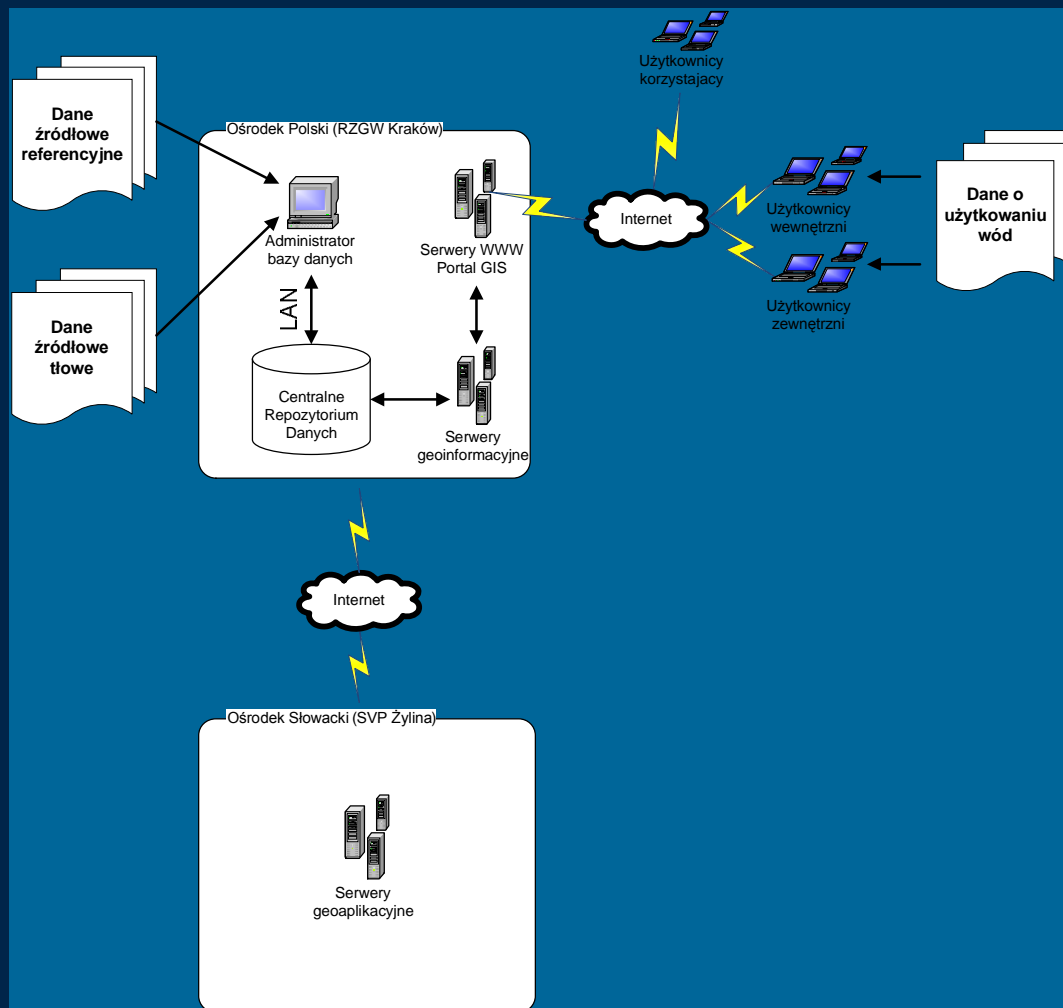 Użytkownicy
korzystajacy
Dane
źródłowe
referencyjne
Ośrodek Polski (RZGW Kraków)
Administrator
bazy danych
Serwery WWW
Portal GIS
Internet
Użytkownicy
wewnętrzni
Dane o
użytkowaniu
wód
Użytkownicy
zewnętrzni
LAN
Dane
źródłowe
tłowe
Centralne
Repozytorium
Danych
Serwery
geoinformacyjne
Internet
Ośrodek Słowacki (SVP Żylina)
Serwery
geoaplikacyjne